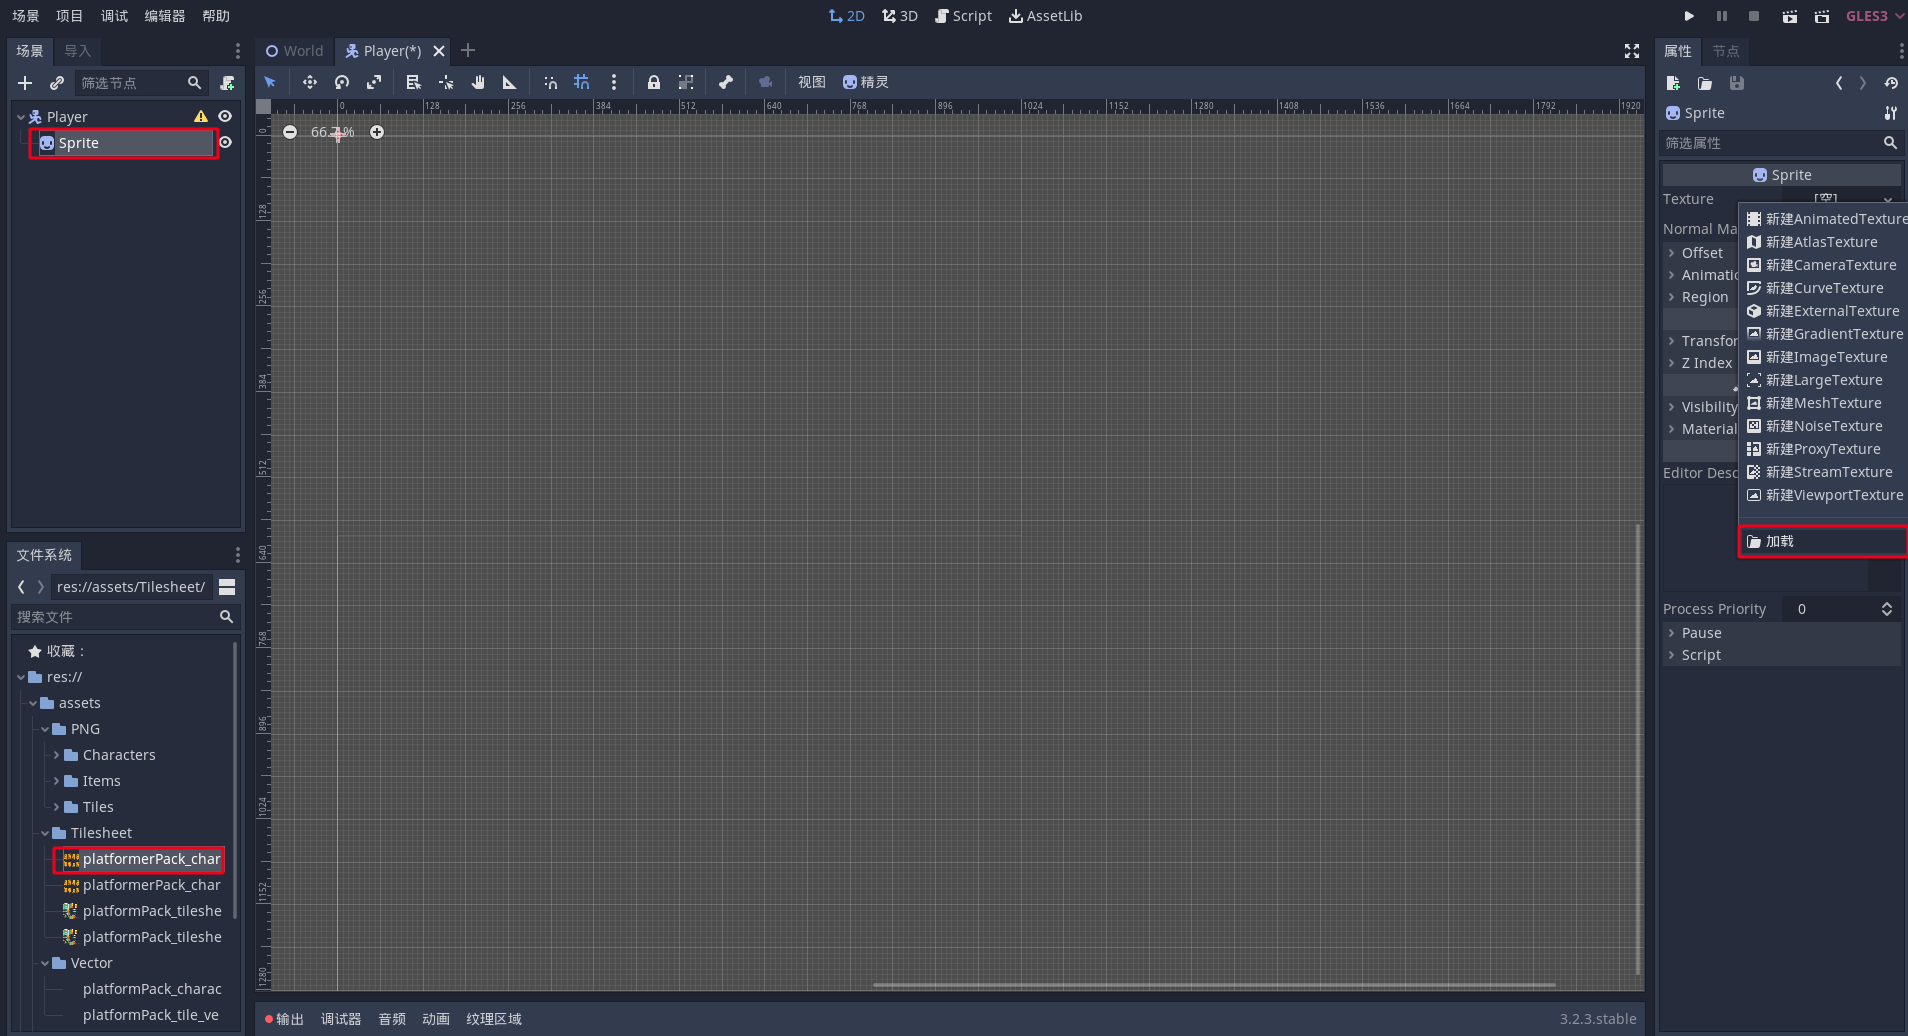 场景 项目 调试 编辑器 帮助
2D 3D Script AssetLib
GLES3
场景 导入
筛选节点
Player
Sprite
World Player(*)
视图 精灵
0 128 256 384 512 640 768 896 1024 1152 1280 1408 1536 1664 1792 1920
0
128
256
384
512
640
768
896
1024
1152
1280
文件系统
res://assets/Tilesheet/
搜索文件
收藏：
res://
assets
PNG
Characters
Items
Tiles
Tilesheet
platformerPack_char
platformerPack_char
platformPack_tileshe
platformPack_tileshe
Vector
platformPack_charac
platformPack_tile_ve
输出 调试器 音频 动画 纹理区域
3.2.3.stable
属性 节点
Sprite
筛选属性
Sprite
Texture [空]
Normal Ma
Offset
Animatio
Region
Transfor
Z Index
Visibility
Material
Editor Desc
新建AnimatedTexture
新建AtlasTexture
新建CameraTexture
新建CurveTexture
新建ExternalTexture
新建GradientTexture
新建ImageTexture
新建LargeTexture
新建MeshTexture
新建NoiseTexture
新建ProxyTexture
新建StreamTexture
新建ViewportTexture
加载
Process Priority 0
Pause
Script